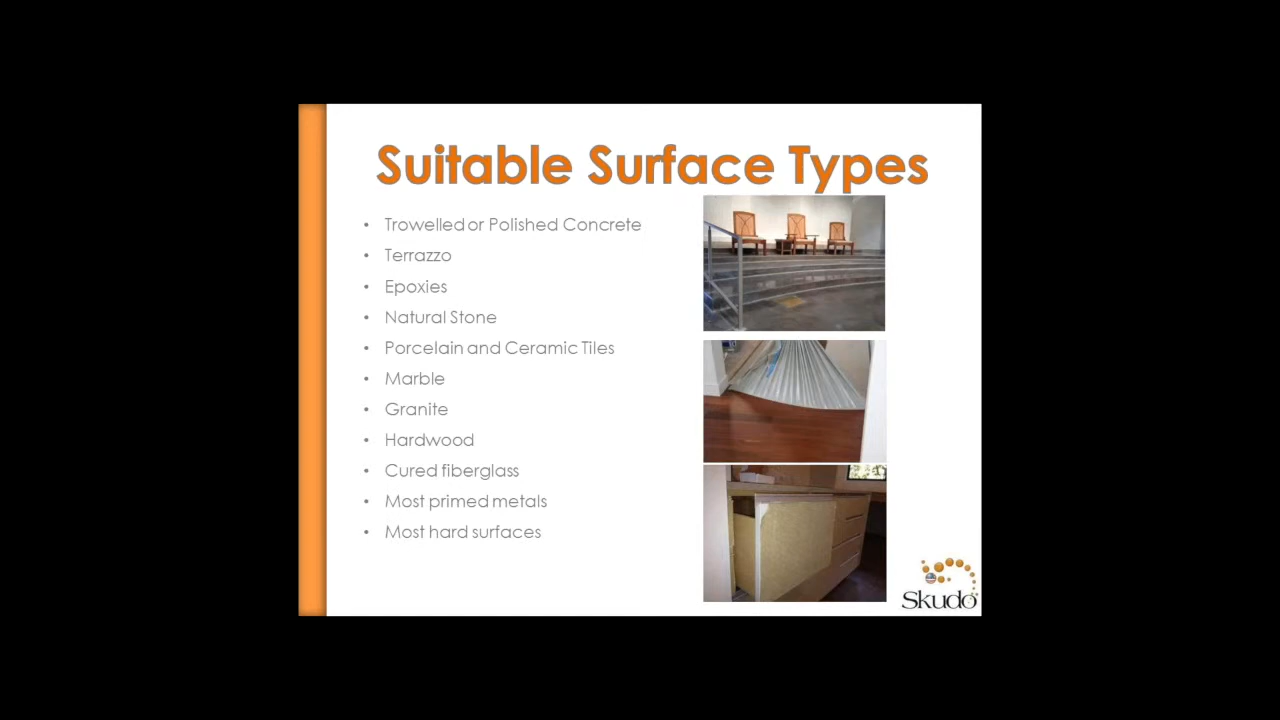 Suitable Surface Types
• Trowelled or Polished Concrete
• Terrazzo
• Epoxies
• Natural Stone
• Porcelain and Ceramic Tiles
• Marble
• Granite
• Hardwood
• Cured fiberglass
• Most primed metals
• Most hard surfaces
Skudo